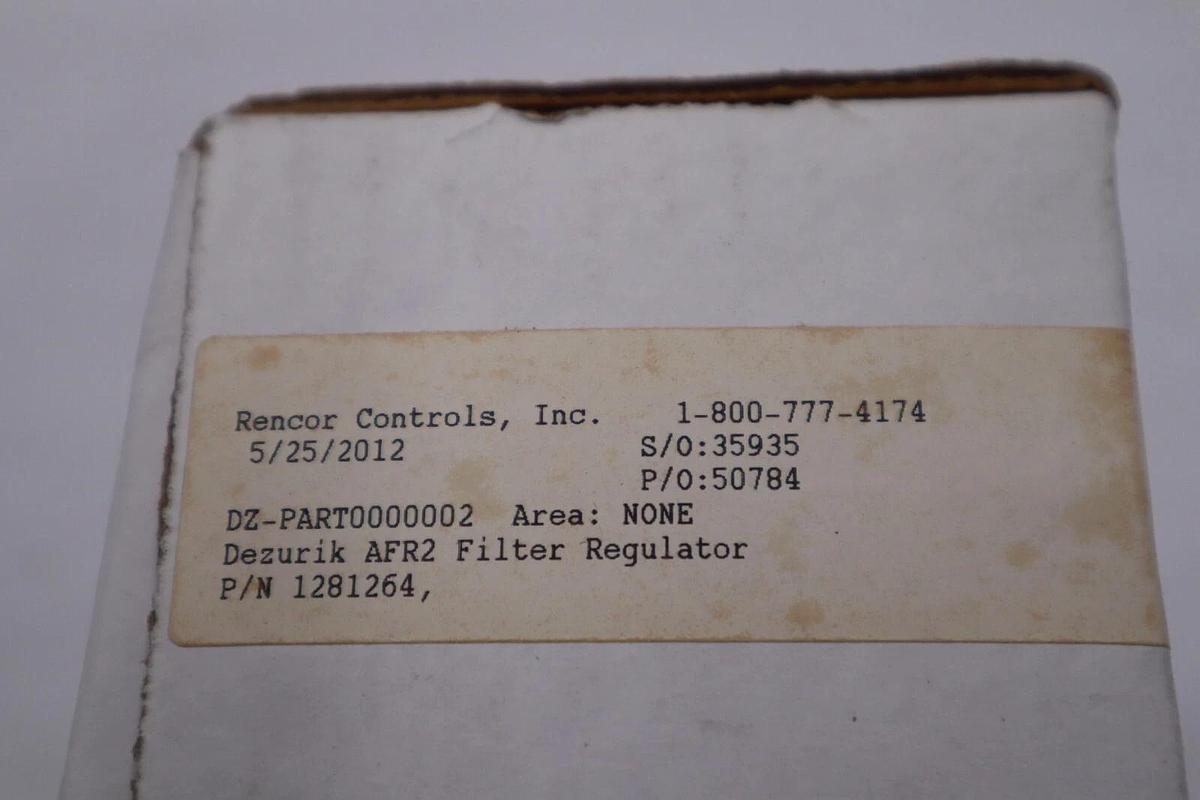 Rencor Controls, Inc. 1-800-777-4174
5/25/2012 S/O:35935
P/O:50784
DZ-PART0000002 Area: NONE
Dezurik AFR2 Filter Regulator
P/N 1281264,